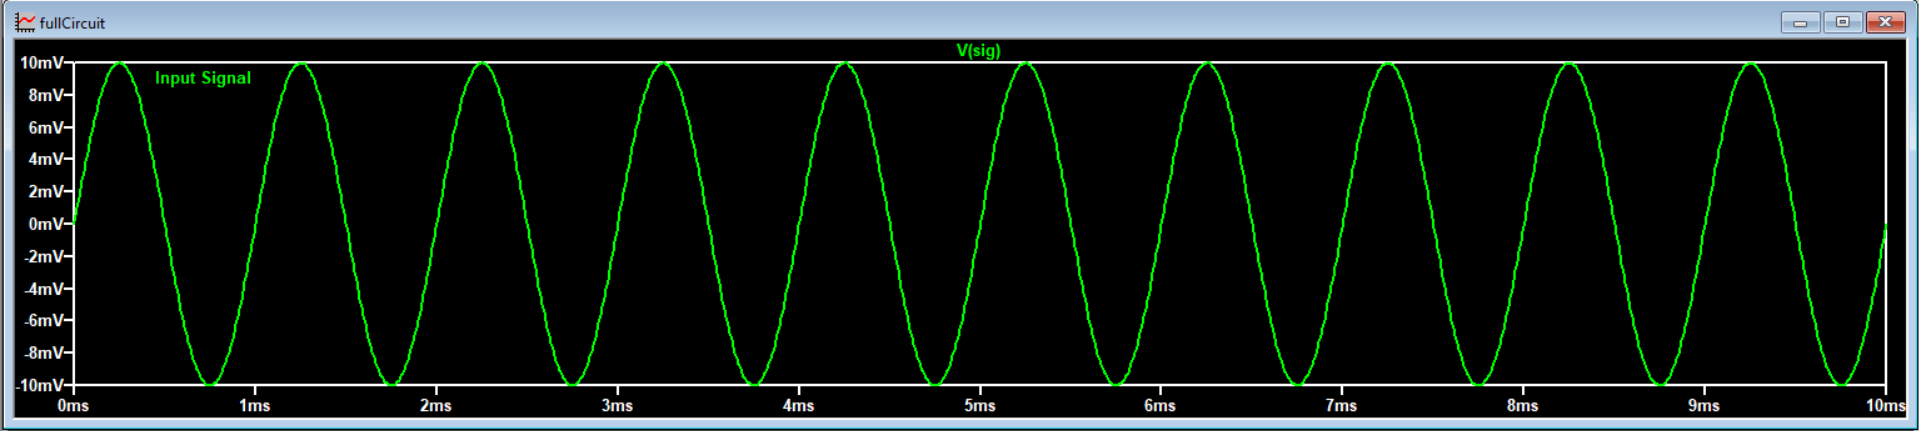 fullCircuit
V(sig)
Input Signal
10mV
8mV
6mV
4mV
2mV
0mV
-2mV
-4mV
-6mV
-8mV
-10mV
0ms 1ms 2ms 3ms 4ms 5ms 6ms 7ms 8ms 9ms 10ms